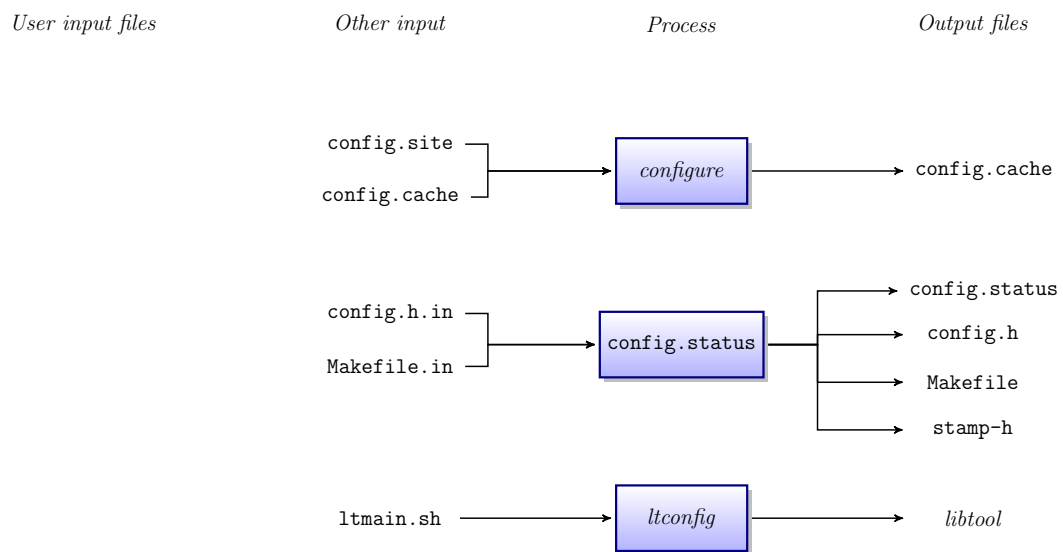 User input files
Other input
Process
Output files
config.site
config.cache
configure
config.cache
config.h.in
Makefile.in
config.status
config.status
config.h
Makefile
stamp-h
ltmain.sh
ltconfig
libtool